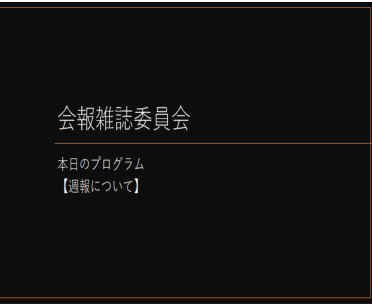 会報雑誌委員会
本日のプログラム
【週報について】